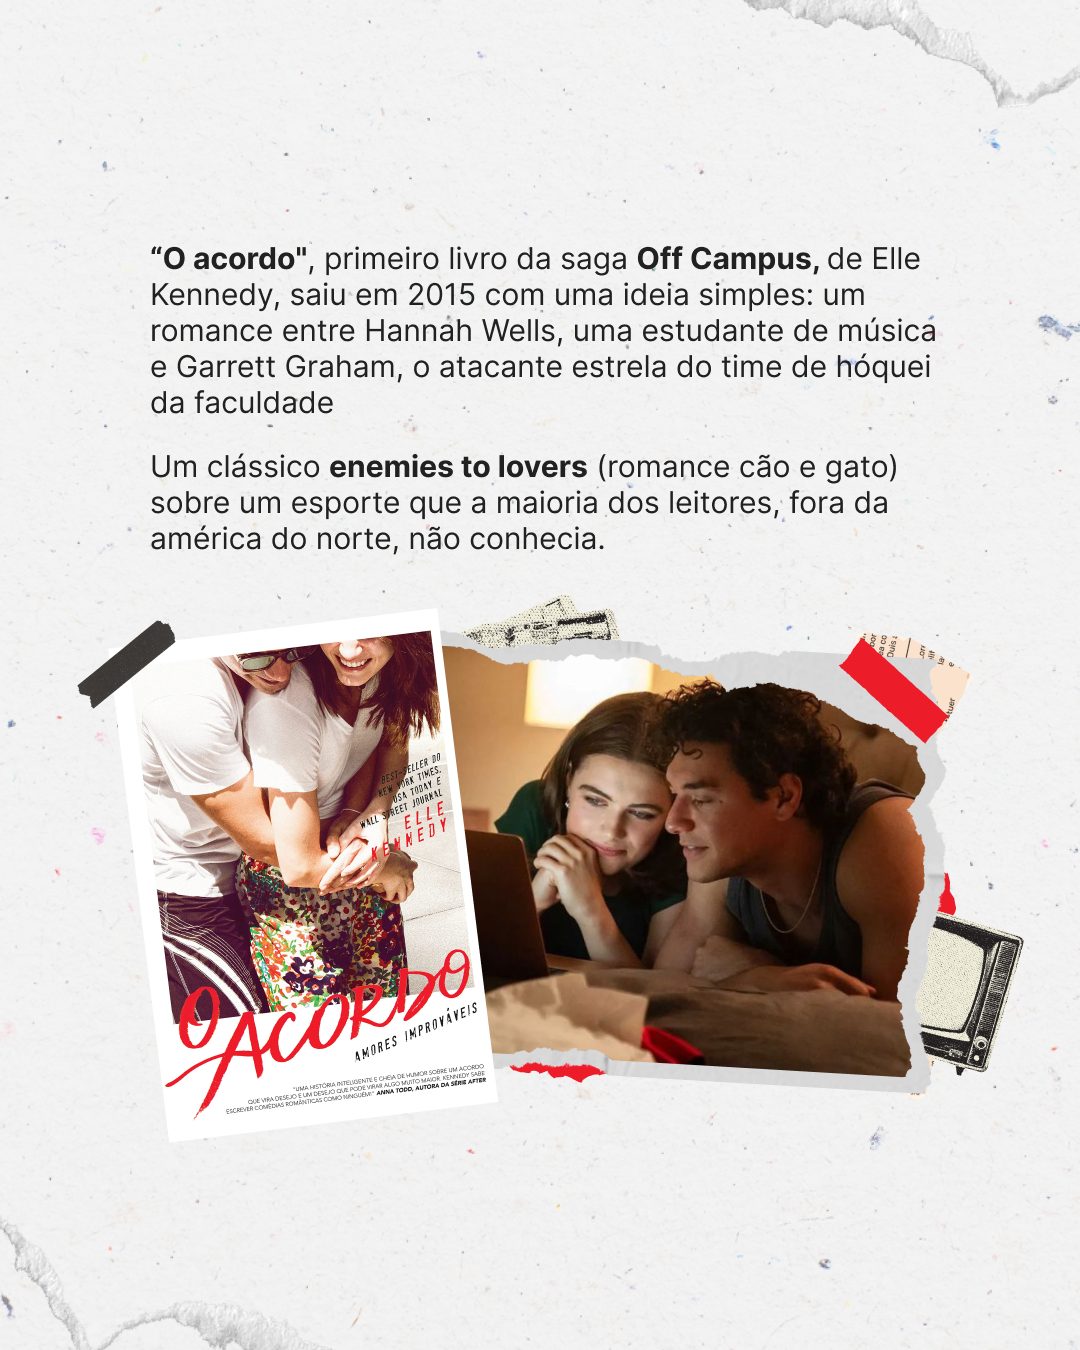 “O acordo", primeiro livro da saga Off Campus, de Elle
Kennedy, saiu em 2015 com uma ideia simples: um
romance entre Hannah Wells, uma estudante de música
e Garrett Graham, o atacante estrela do time de hóquei
da faculdade
Um clássico enemies to lovers (romance cão e gato)
sobre um esporte que a maioria dos leitores, fora da
américa do norte, não conhecia.
BEST-SELLER DO
NEW YORK TIMES,
USA TODAY E
WALL STREET JOURNAL
ELLE
KENNEDY
O
ACORDO
AMORES IMPROVÁVEIS
"UMA HISTÓRIA INTELIGENTE E CHEIA DE HUMOR SOBRE UM ACORDO
QUE VIRA DESEJO E UM DESEJO QUE PODE VIRAR ALGO MUITO MAIOR. KENNEDY SABE
ESCREVER COMÉDIAS ROMÂNTICAS COMO NINGUÉM!" ANNA TODD, AUTORA DA SÉRIE AFTER
Duis